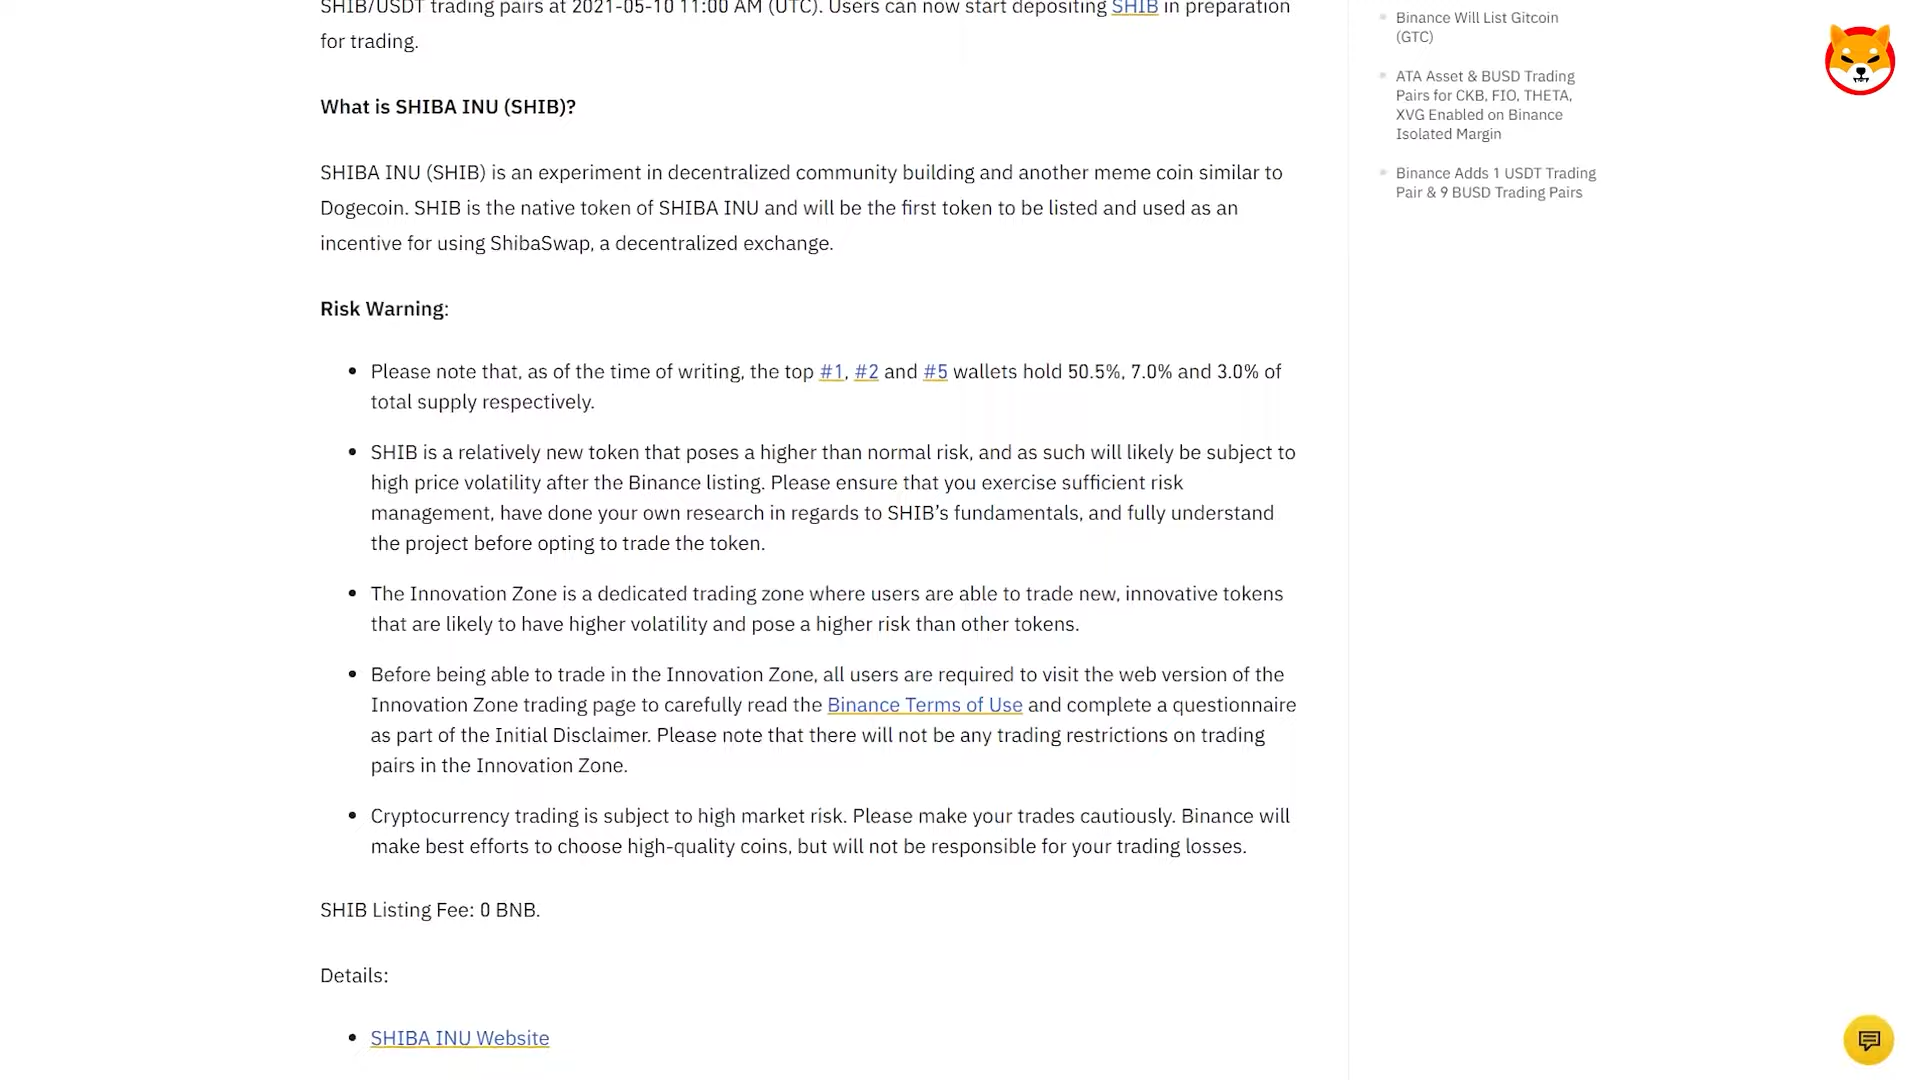 SHIB/USDT trading pairs at 2021-05-10 11:00 AM (UTC). Users can now start depositing SHIB in preparation
for trading.
What is SHIBA INU (SHIB)?
SHIBA INU (SHIB) is an experiment in decentralized community building and another meme coin similar to
Dogecoin. SHIB is the native token of SHIBA INU and will be the first token to be listed and used as an
incentive for using ShibaSwap, a decentralized exchange.
Risk Warning:
Please note that, as of the time of writing, the top #1, #2 and #5 wallets hold 50.5%, 7.0% and 3.0% of
total supply respectively.
SHIB is a relatively new token that poses a higher than normal risk, and as such will likely be subject to
high price volatility after the Binance listing. Please ensure that you exercise sufficient risk
management, have done your own research in regards to SHIB’s fundamentals, and fully understand
the project before opting to trade the token.
The Innovation Zone is a dedicated trading zone where users are able to trade new, innovative tokens
that are likely to have higher volatility and pose a higher risk than other tokens.
Before being able to trade in the Innovation Zone, all users are required to visit the web version of the
Innovation Zone trading page to carefully read the Binance Terms of Use and complete a questionnaire
as part of the Initial Disclaimer. Please note that there will not be any trading restrictions on trading
pairs in the Innovation Zone.
Cryptocurrency trading is subject to high market risk. Please make your trades cautiously. Binance will
make best efforts to choose high-quality coins, but will not be responsible for your trading losses.
SHIB Listing Fee: 0 BNB.
Details:
SHIBA INU Website
Binance Will List Gitcoin
(GTC)
ATA Asset & BUSD Trading
Pairs for CKB, FIO, THETA,
XVG Enabled on Binance
Isolated Margin
Binance Adds 1 USDT Trading
Pair & 9 BUSD Trading Pairs